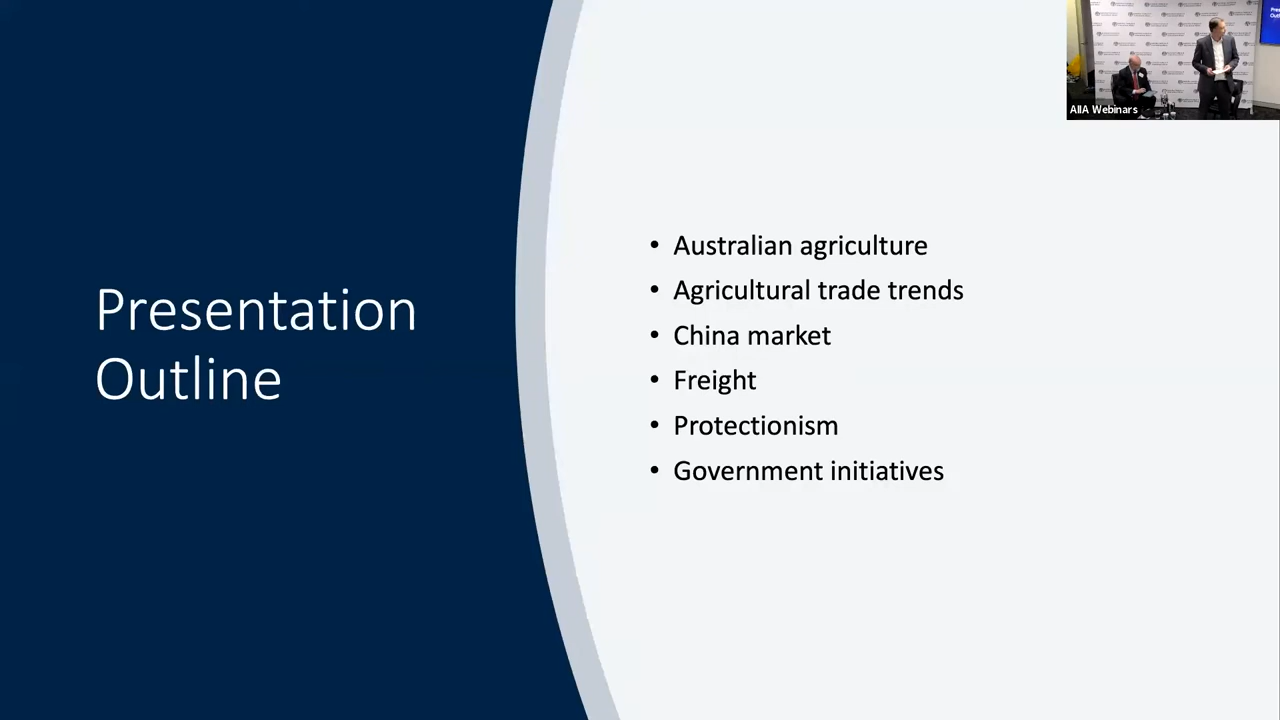 Presentation
Outline
• Australian agriculture
• Agricultural trade trends
• China market
• Freight
• Protectionism
• Government initiatives
AIIA Webinars